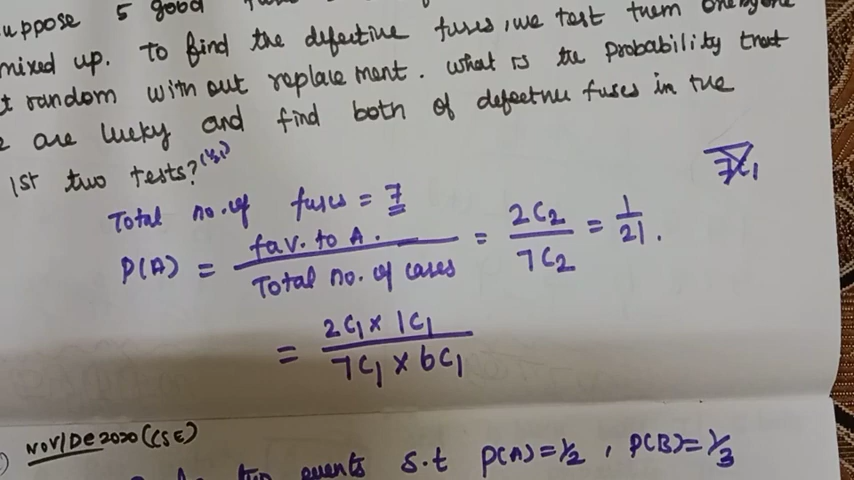 uppose 5 good
mixed up. To find the defective fuses, we test them one by one
t random with out replacement. what is the probability that
e are lucky and find both of defective fuses in the
1st two tests?
Total no. of fuses = 7
7C1
P(A) = fav. to A. / Total no. of cases = 2C2 / 7C2 = 1/21.
= 2C1 × 1C1 / 7C1 × 6C1
NOV/De 2020 (CSE)
events s.t P(A)=1/2, P(B)=1/3